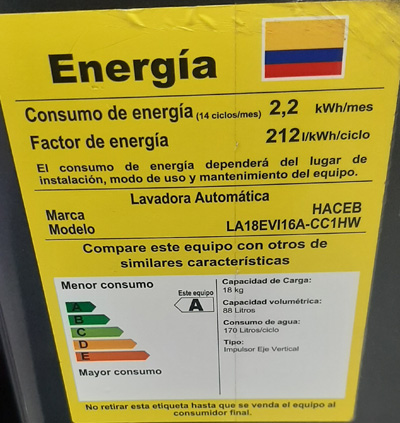 Energía
Consumo de energía (14 ciclos/mes) 2,2 kWh/mes
Factor de energía 212 l/kWh/ciclo
El consumo de energía dependerá del lugar de
instalación, modo de uso y mantenimiento del equipo.
Lavadora Automática
Marca HACEB
Modelo LA18EVI16A-CC1HW
Compare este equipo con otros de
similares características
Menor consumo
Este equipo
A
A
B
C
D
E
Mayor consumo
Capacidad de Carga:
18 kg
Capacidad volumétrica:
88 Litros
Consumo de agua:
170 Litros/ciclo
Tipo:
Impulsor Eje Vertical
No retirar esta etiqueta hasta que se venda el equipo al
consumidor final.